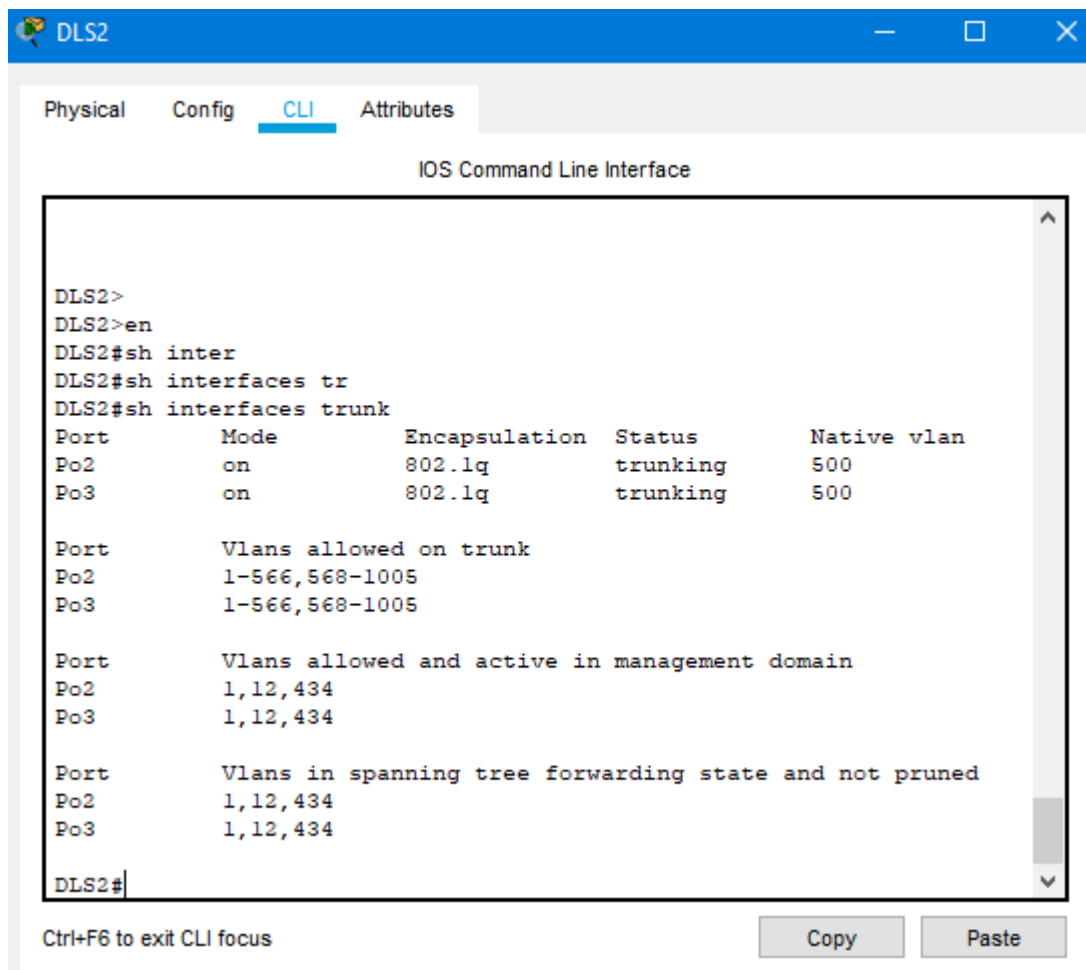 DLS2
Physical Config CLI Attributes
IOS Command Line Interface
DLS2>
DLS2>en
DLS2#sh inter
DLS2#sh interfaces tr
DLS2#sh interfaces trunk
Port Mode Encapsulation Status Native vlan
Po2 on 802.1q trunking 500
Po3 on 802.1q trunking 500
Port Vlans allowed on trunk
Po2 1-566,568-1005
Po3 1-566,568-1005
Port Vlans allowed and active in management domain
Po2 1,12,434
Po3 1,12,434
Port Vlans in spanning tree forwarding state and not pruned
Po2 1,12,434
Po3 1,12,434
DLS2#
Ctrl+F6 to exit CLI focus Copy Paste